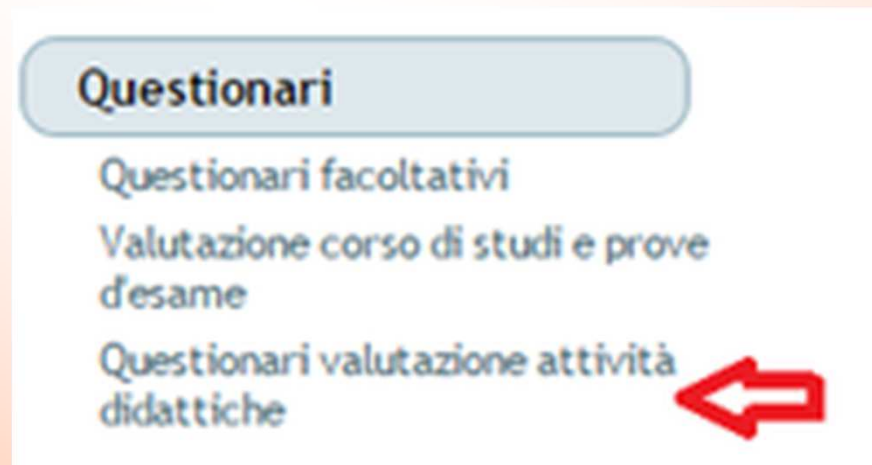 Questionari
Questionari facoltativi
Valutazione corso di studi e prove
d'esame
Questionari valutazione attività
didattiche